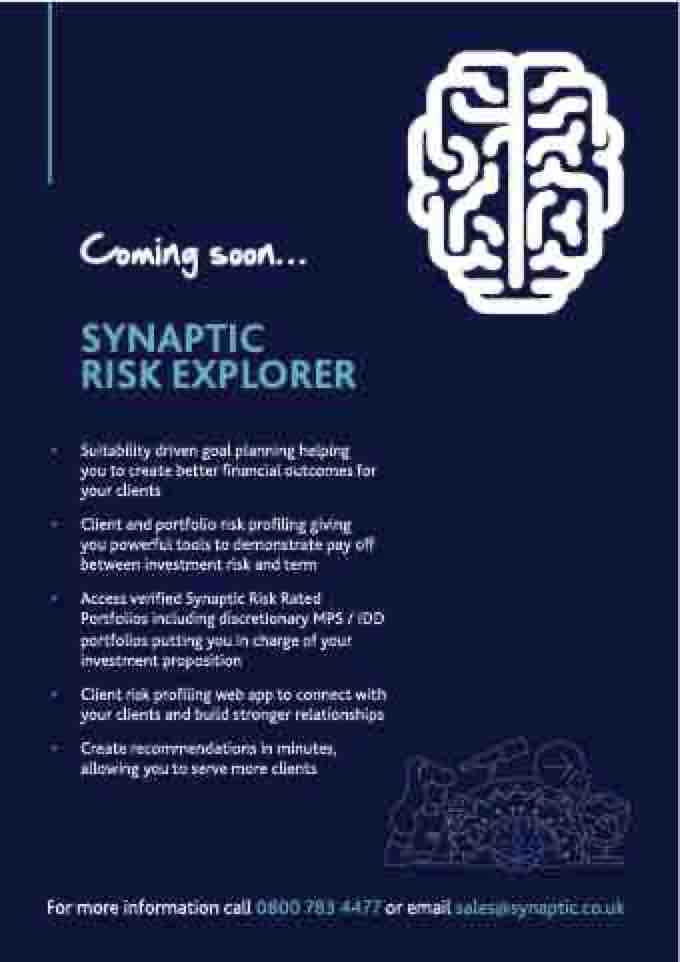 Coming soon...
SYNAPTIC
RISK EXPLORER
Suitability driven goal planning helping
you to create better financial outcomes for
your clients
Client and portfolio risk profiling giving
you powerful tools to demonstrate pay off
between investment risk and term
Access verified Synaptic Risk Rated
Portfolios including discretionary MPS / IDD
portfolios putting you in charge of your
investment proposition
Client risk profiling web app to connect with
your clients and build stronger relationships
Create recommendations in minutes,
allowing you to serve more clients
For more information call 0800 783 4477 or email sales@synaptic.co.uk